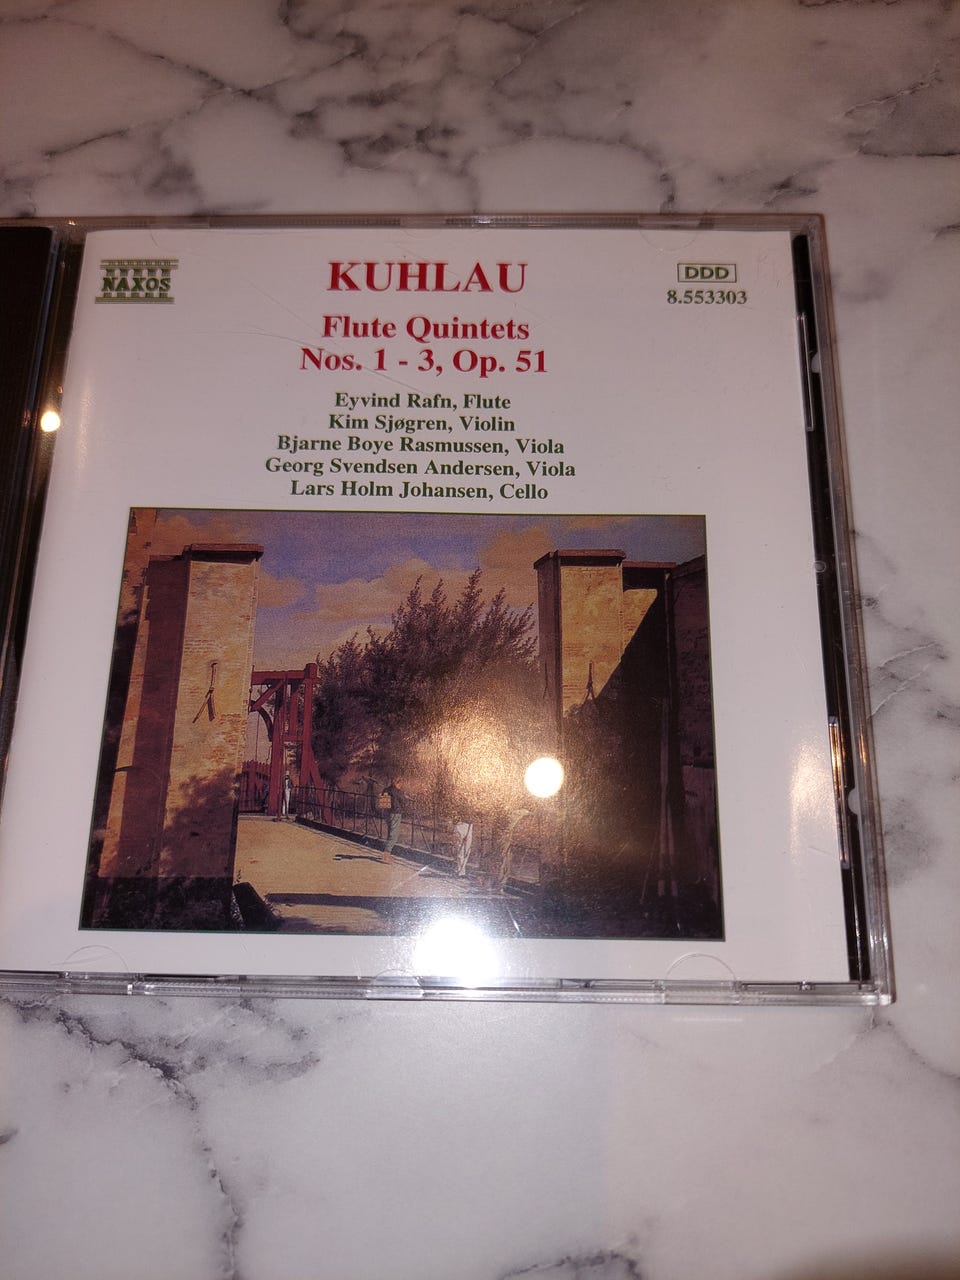 NAXOS
KUHLAU
DDD
8.553303
Flute Quintets
Nos. 1 - 3, Op. 51
Eyvind Rafn, Flute
Kim Sjøgren, Violin
Bjarne Boye Rasmussen, Viola
Georg Svendsen Andersen, Viola
Lars Holm Johansen, Cello